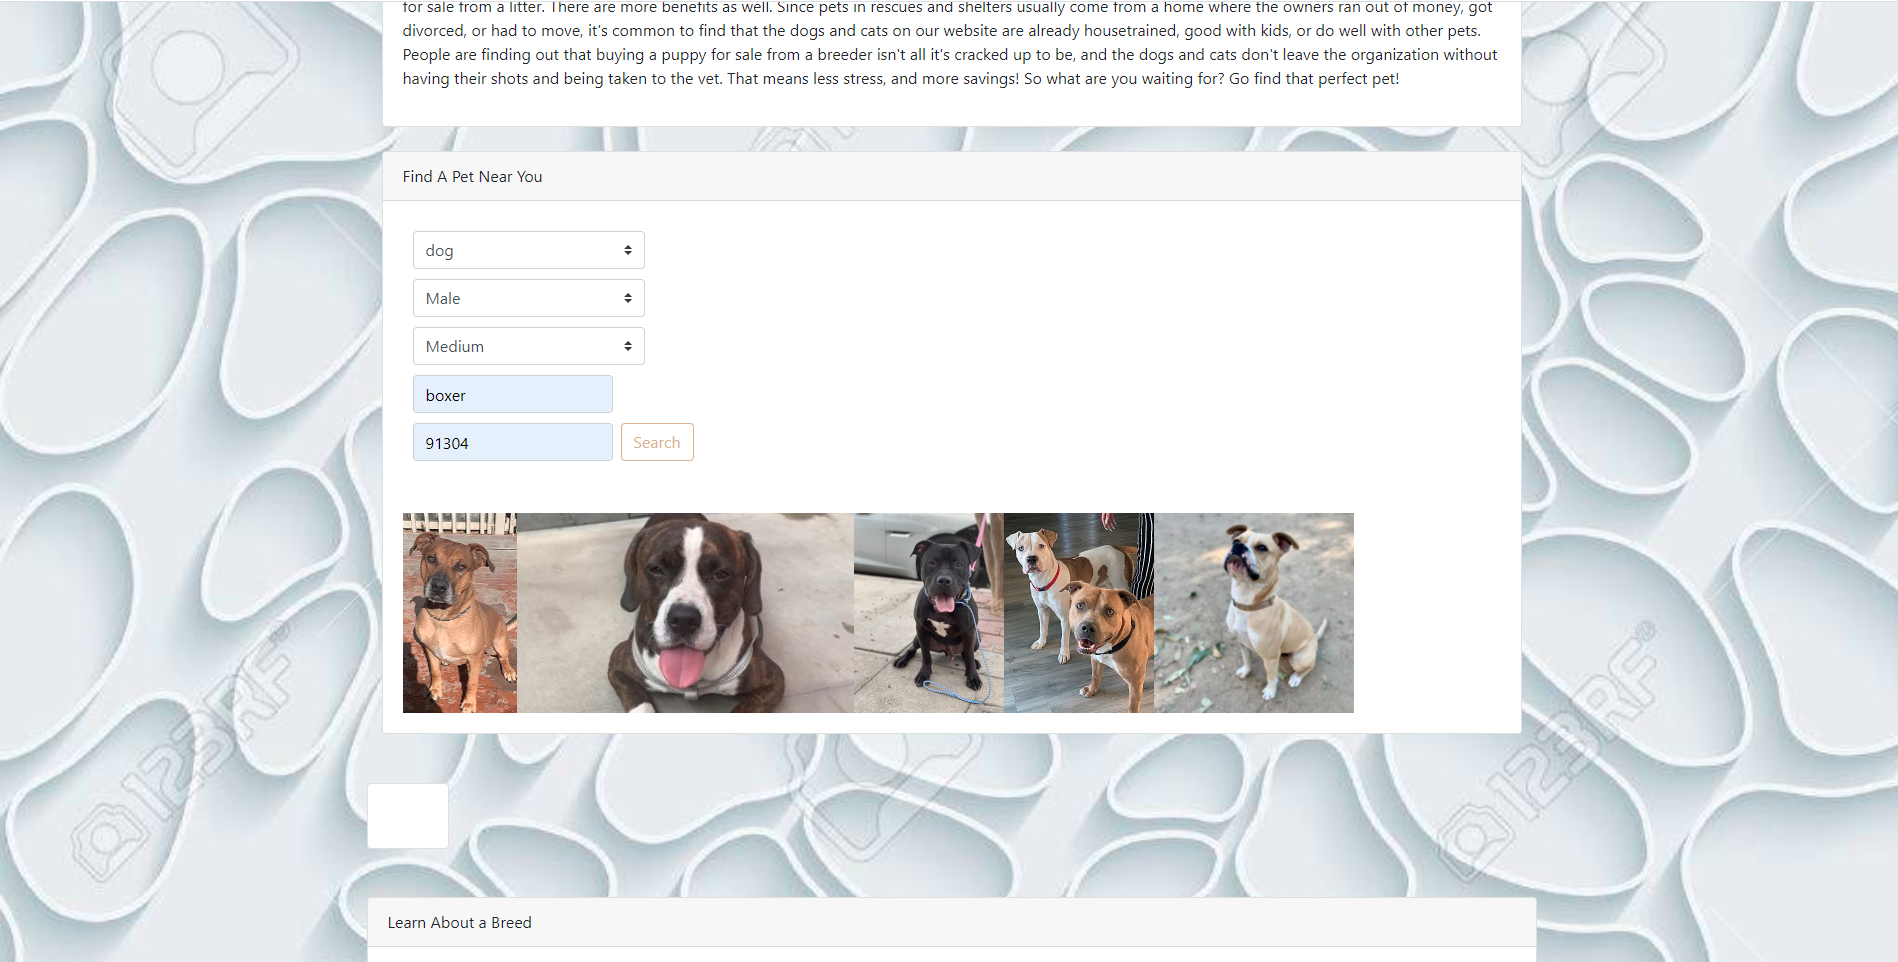 for sale from a litter. There are more benefits as well. Since pets in rescues and shelters usually come from a home where the owners ran out of money, got
divorced, or had to move, it's common to find that the dogs and cats on our website are already housetrained, good with kids, or do well with other pets.
People are finding out that buying a puppy for sale from a breeder isn't all it's cracked up to be, and the dogs and cats don't leave the organization without
having their shots and being taken to the vet. That means less stress, and more savings! So what are you waiting for? Go find that perfect pet!
Find A Pet Near You
dog
Male
Medium
boxer
91304
Search
123RF®
123RF®
Learn About a Breed